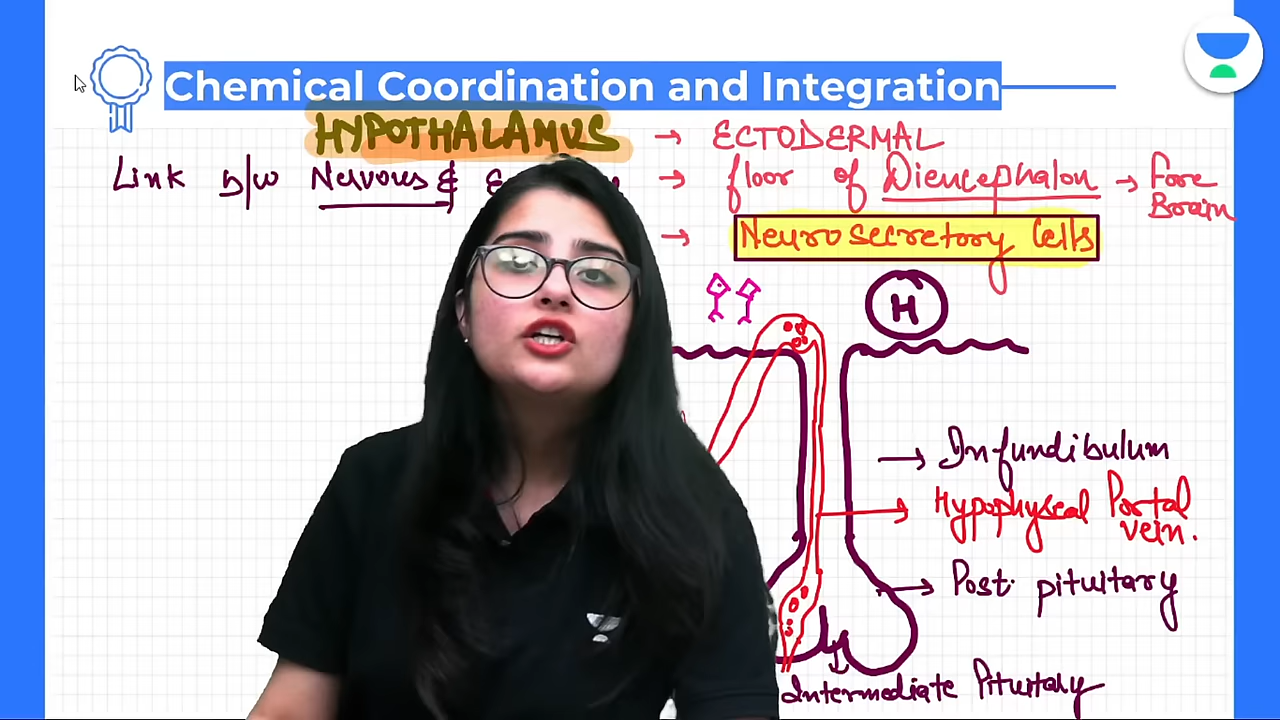 Chemical Coordination and Integration
HYPOTHALAMUS → ECTODERMAL
Link b/w Nervous & → floor of Diencephalon → Fore Brain
→ Neurosecretory Cells
H
→ Infundibulum
→ Hypophyseal Portal vein.
→ Post. pituitary
Intermediate Pituitary